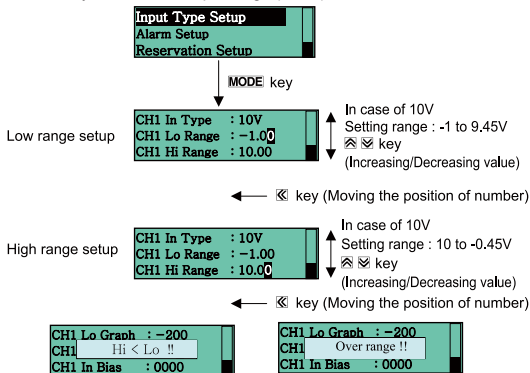 Input Type Setup
Alarm Setup
Reservation Setup
MODE key
Low range setup
CH1 In Type : 10V
CH1 Lo Range : −1.00
CH1 Hi Range : 10.00
In case of 10V
Setting range : -1 to 9.45V
key
(Increasing/Decreasing value)
key (Moving the position of number)
High range setup
CH1 In Type : 10V
CH1 Lo Range : −1.00
CH1 Hi Range : 10.00
In case of 10V
Setting range : 10 to -0.45V
key
(Increasing/Decreasing value)
key (Moving the position of number)
CH1 Lo Graph : −200
CH1 Hi < Lo !!
CH1 In Bias : 0000
CH1 Lo Graph : −200
CH1 Over range !!
CH1 In Bias : 0000